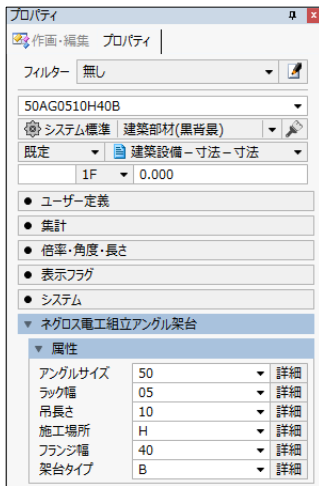 プロパティ
作画・編集 プロパティ
フィルター 無し
50AG0510H40B
システム標準 建築部材(黒背景)
既定 建築設備－寸法－寸法
1F 0.000
● ユーザー定義
● 集計
● 倍率・角度・長さ
● 表示フラグ
● システム
▼ ネグロス電工組立アングル架台
▼ 属性
アングルサイズ 50 詳細
ラック幅 05 詳細
吊長さ 10 詳細
施工場所 H 詳細
フランジ幅 40 詳細
架台タイプ B 詳細